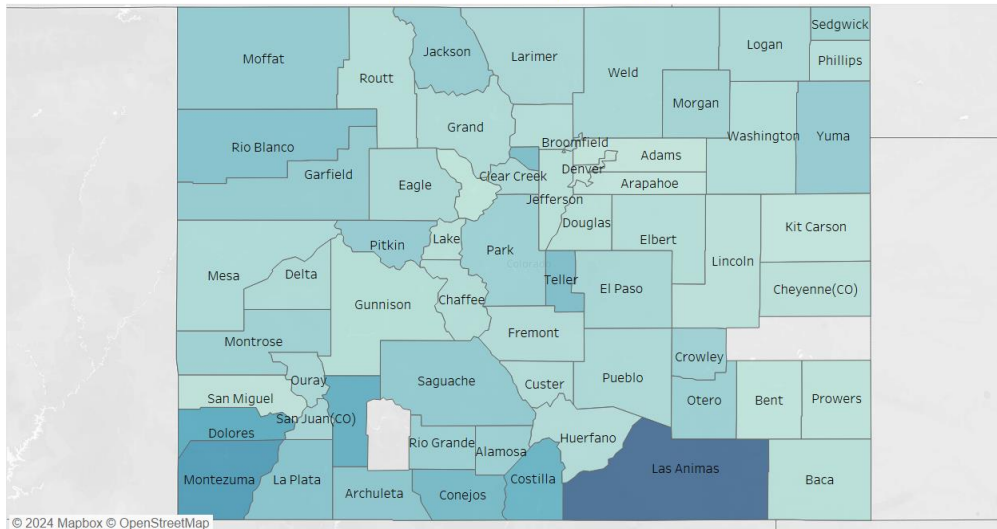 Sedgwick
Moffat
Jackson
Larimer
Logan
Phillips
Routt
Weld
Morgan
Grand
Washington
Yuma
Broomfield
Rio Blanco
Adams
Denver
Garfield
Clear Creek
Eagle
Arapahoe
Jefferson
Douglas
Kit Carson
Lake
Elbert
Pitkin
Park
Lincoln
Colorado
Mesa
Delta
Teller
El Paso
Cheyenne(CO)
Gunnison
Chaffee
Fremont
Montrose
Crowley
Ouray
Saguache
Custer
Pueblo
San Miguel
Otero
Bent
Prowers
San Juan(CO)
Dolores
Rio Grande
Huerfano
Alamosa
Las Animas
Montezuma
La Plata
Costilla
Baca
Archuleta
Conejos
© 2024 Mapbox © OpenStreetMap